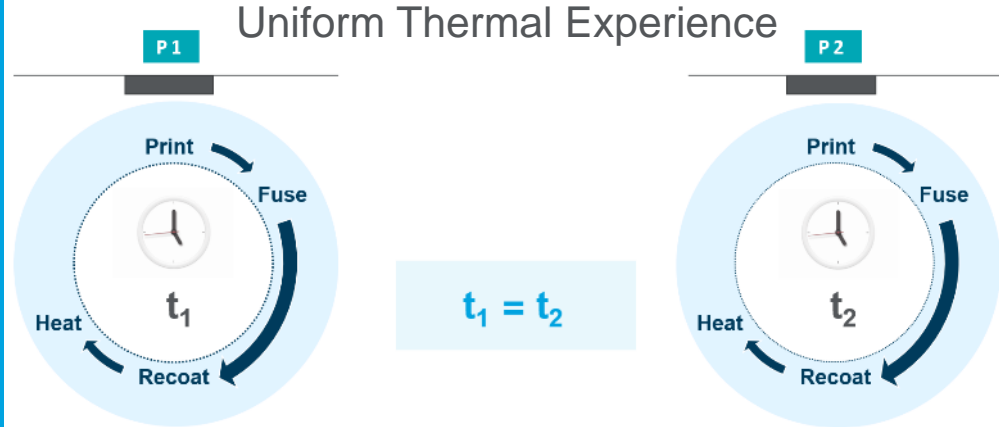 Uniform Thermal Experience
P1
Print
Fuse
t₁
Heat
Recoat
t₁ = t₂
P2
Print
Fuse
t₂
Heat
Recoat